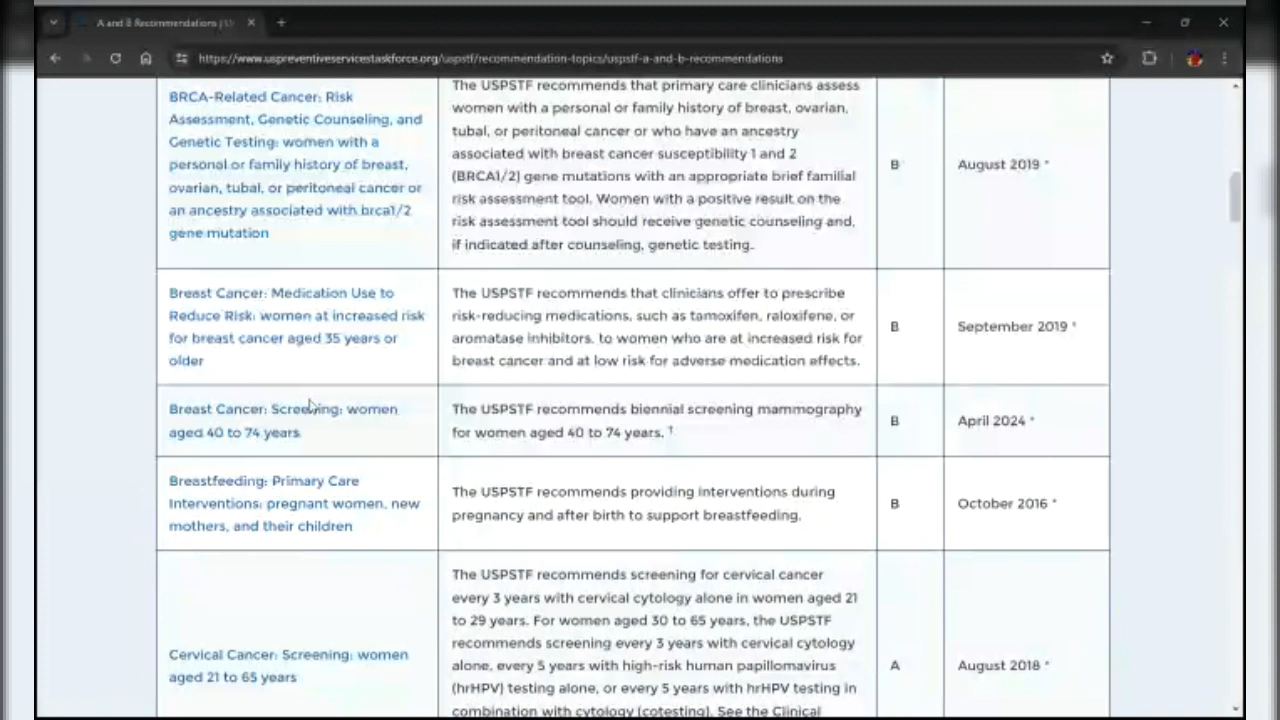 A and B Recommendations | U
https://www.uspreventiveservicestaskforce.org/uspstf/recommendation-topics/uspstf-a-and-b-recommendations
BRCA-Related Cancer: Risk
Assessment, Genetic Counseling, and
Genetic Testing: women with a
personal or family history of breast,
ovarian, tubal, or peritoneal cancer or
an ancestry associated with brca1/2
gene mutation
The USPSTF recommends that primary care clinicians assess
women with a personal or family history of breast, ovarian,
tubal, or peritoneal cancer or who have an ancestry
associated with breast cancer susceptibility 1 and 2
(BRCA1/2) gene mutations with an appropriate brief familial
risk assessment tool. Women with a positive result on the
risk assessment tool should receive genetic counseling and,
if indicated after counseling, genetic testing.
B
August 2019 *
Breast Cancer: Medication Use to
Reduce Risk: women at increased risk
for breast cancer aged 35 years or
older
The USPSTF recommends that clinicians offer to prescribe
risk-reducing medications, such as tamoxifen, raloxifene, or
aromatase inhibitors, to women who are at increased risk for
breast cancer and at low risk for adverse medication effects.
B
September 2019 *
Breast Cancer: Screening: women
aged 40 to 74 years
The USPSTF recommends biennial screening mammography
for women aged 40 to 74 years. †
B
April 2024 *
Breastfeeding: Primary Care
Interventions: pregnant women, new
mothers, and their children
The USPSTF recommends providing interventions during
pregnancy and after birth to support breastfeeding.
B
October 2016 *
Cervical Cancer: Screening: women
aged 21 to 65 years
The USPSTF recommends screening for cervical cancer
every 3 years with cervical cytology alone in women aged 21
to 29 years. For women aged 30 to 65 years, the USPSTF
recommends screening every 3 years with cervical cytology
alone, every 5 years with high-risk human papillomavirus
(hrHPV) testing alone, or every 5 years with hrHPV testing in
combination with cytology (cotesting). See the Clinical
A
August 2018 *